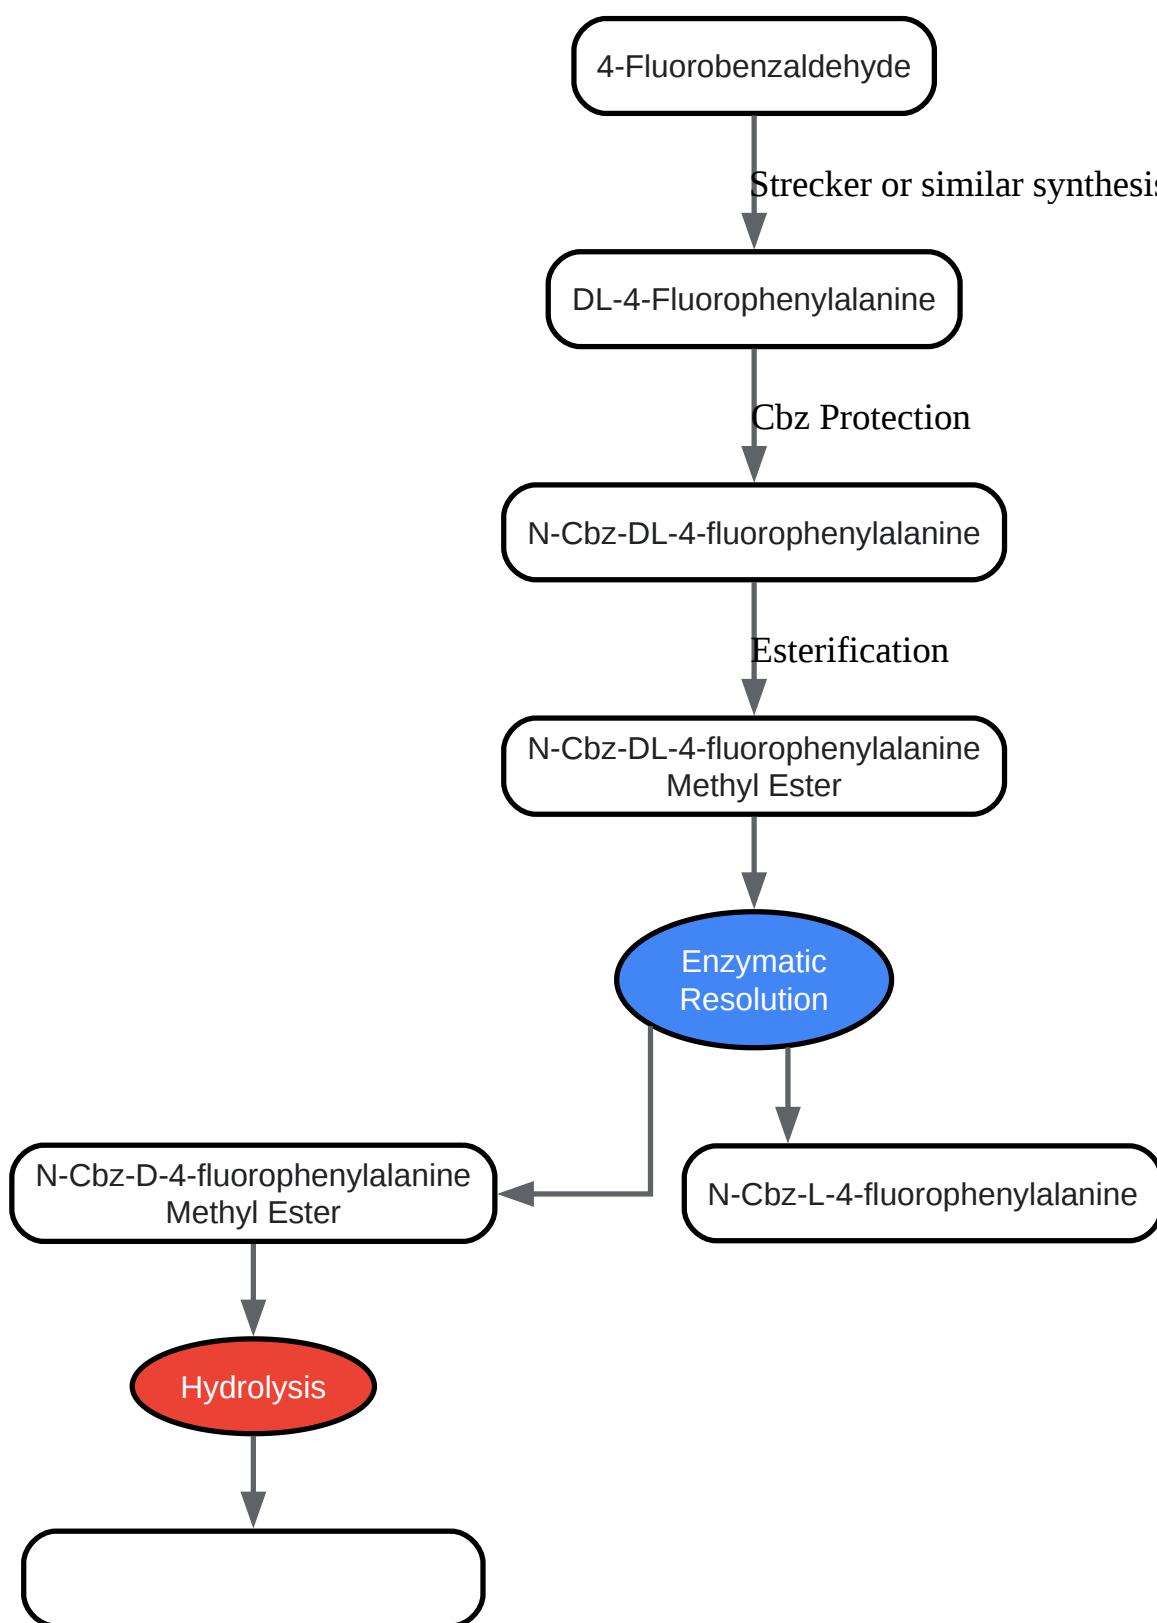 4-Fluorobenzaldehyde
Strecker or similar synthesis
DL-4-Fluorophenylalanine
Cbz Protection
N-Cbz-DL-4-fluorophenylalanine
Esterification
N-Cbz-DL-4-fluorophenylalanine
Methyl Ester
Enzymatic
Resolution
N-Cbz-D-4-fluorophenylalanine
Methyl Ester
N-Cbz-L-4-fluorophenylalanine
Hydrolysis